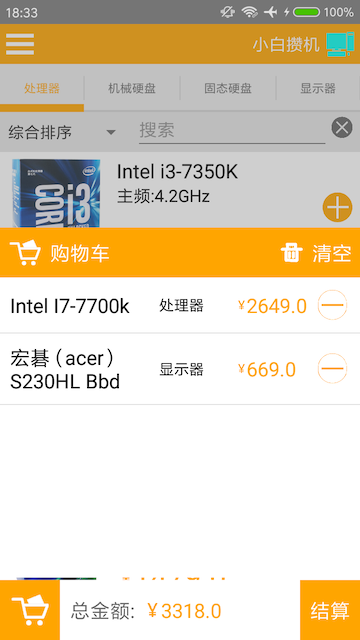 18:33
100%
小白攒机
处理器
机械硬盘
固态硬盘
显示器
综合排序
搜索
Intel i3-7350K
主频:4.2GHz
intel
CORE i3
购物车
清空
Intel I7-7700k
处理器
¥2649.0
宏碁（acer）
S230HL Bbd
显示器
¥669.0
总金额:
¥3318.0
结算